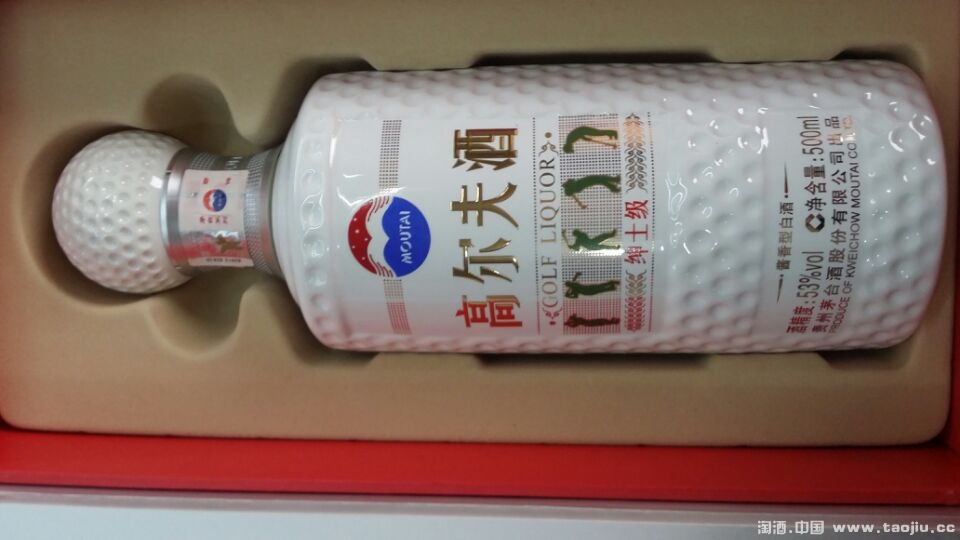 MOUTAI
高尔夫酒
GOLF LIQUOR
绅士级
酱香型白酒
酒精度:53%vol 净含量:500ml
贵州茅台酒股份有限公司出品
PRODUCE OF KWEICHOW MOUTAI CO., LTD.
淘酒.中国 www.taojiu.cc